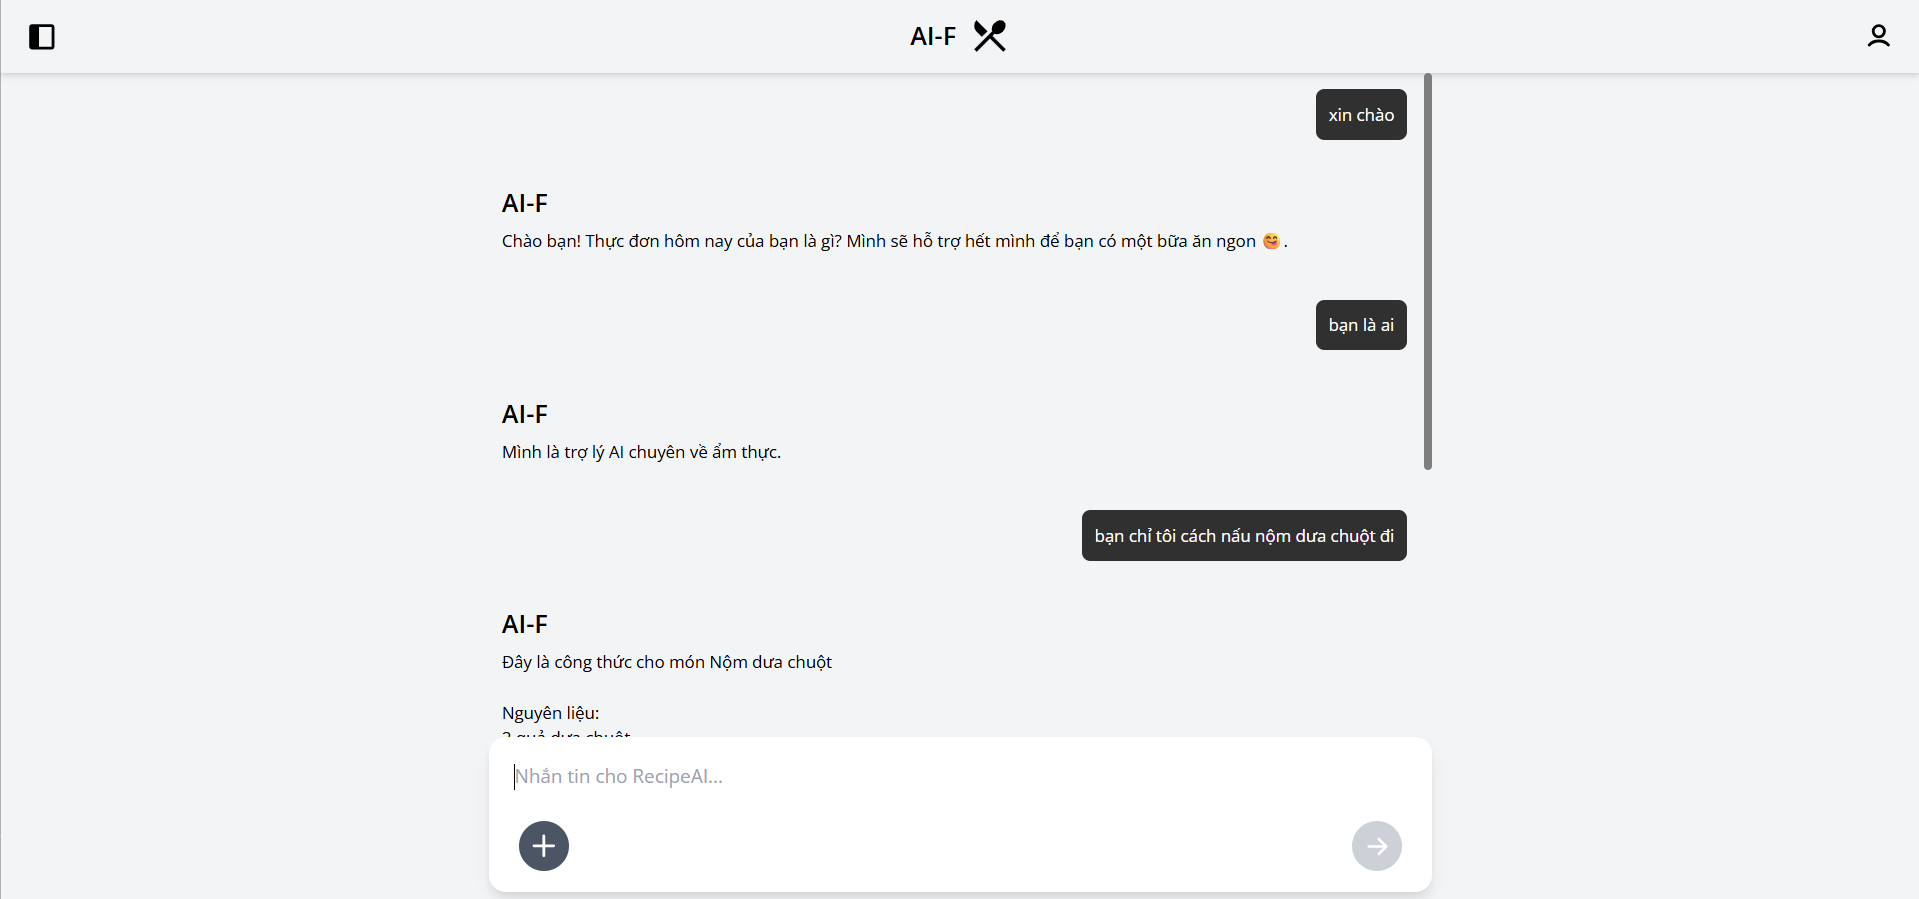 AI-F
xin chào
AI-F
Chào bạn! Thực đơn hôm nay của bạn là gì? Mình sẽ hỗ trợ hết mình để bạn có một bữa ăn ngon 😋.
bạn là ai
AI-F
Mình là trợ lý AI chuyên về ẩm thực.
bạn chỉ tôi cách nấu nộm dưa chuột đi
AI-F
Đây là công thức cho món Nộm dưa chuột
Nguyên liệu:
quả dưa chuột
Nhắn tin cho RecipeAI...